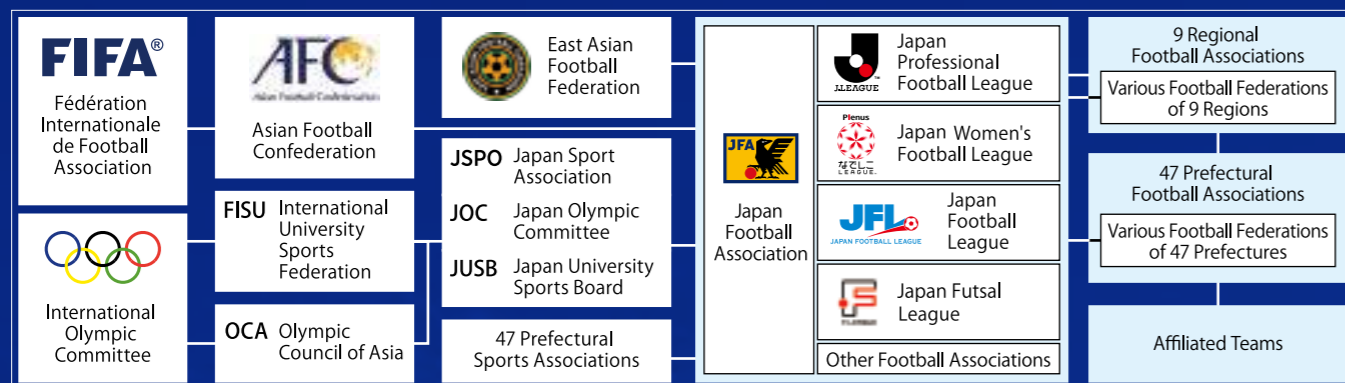 FIFA®
Fédération
Internationale
de Football
Association
International
Olympic
Committee
AFC
Asian Football Confederation
Asian Football
Confederation
FISU International
University
Sports
Federation
OCA Olympic
Council of Asia
East Asian
Football
Federation
JSPO Japan Sport
Association
JOC Japan Olympic
Committee
JUSB Japan University
Sports Board
47 Prefectural
Sports Associations
JFA
Japan
Football
Association
J.LEAGUE
Japan
Professional
Football League
Plenus
なでしこ
LEAGUE
Japan Women's
Football League
JFL
JAPAN FOOTBALL LEAGUE
Japan
Football
League
Japan Futsal
League
Other Football Associations
9 Regional
Football Associations
Various Football Federations
of 9 Regions
47 Prefectural
Football Associations
Various Football Federations
of 47 Prefectures
Affiliated Teams